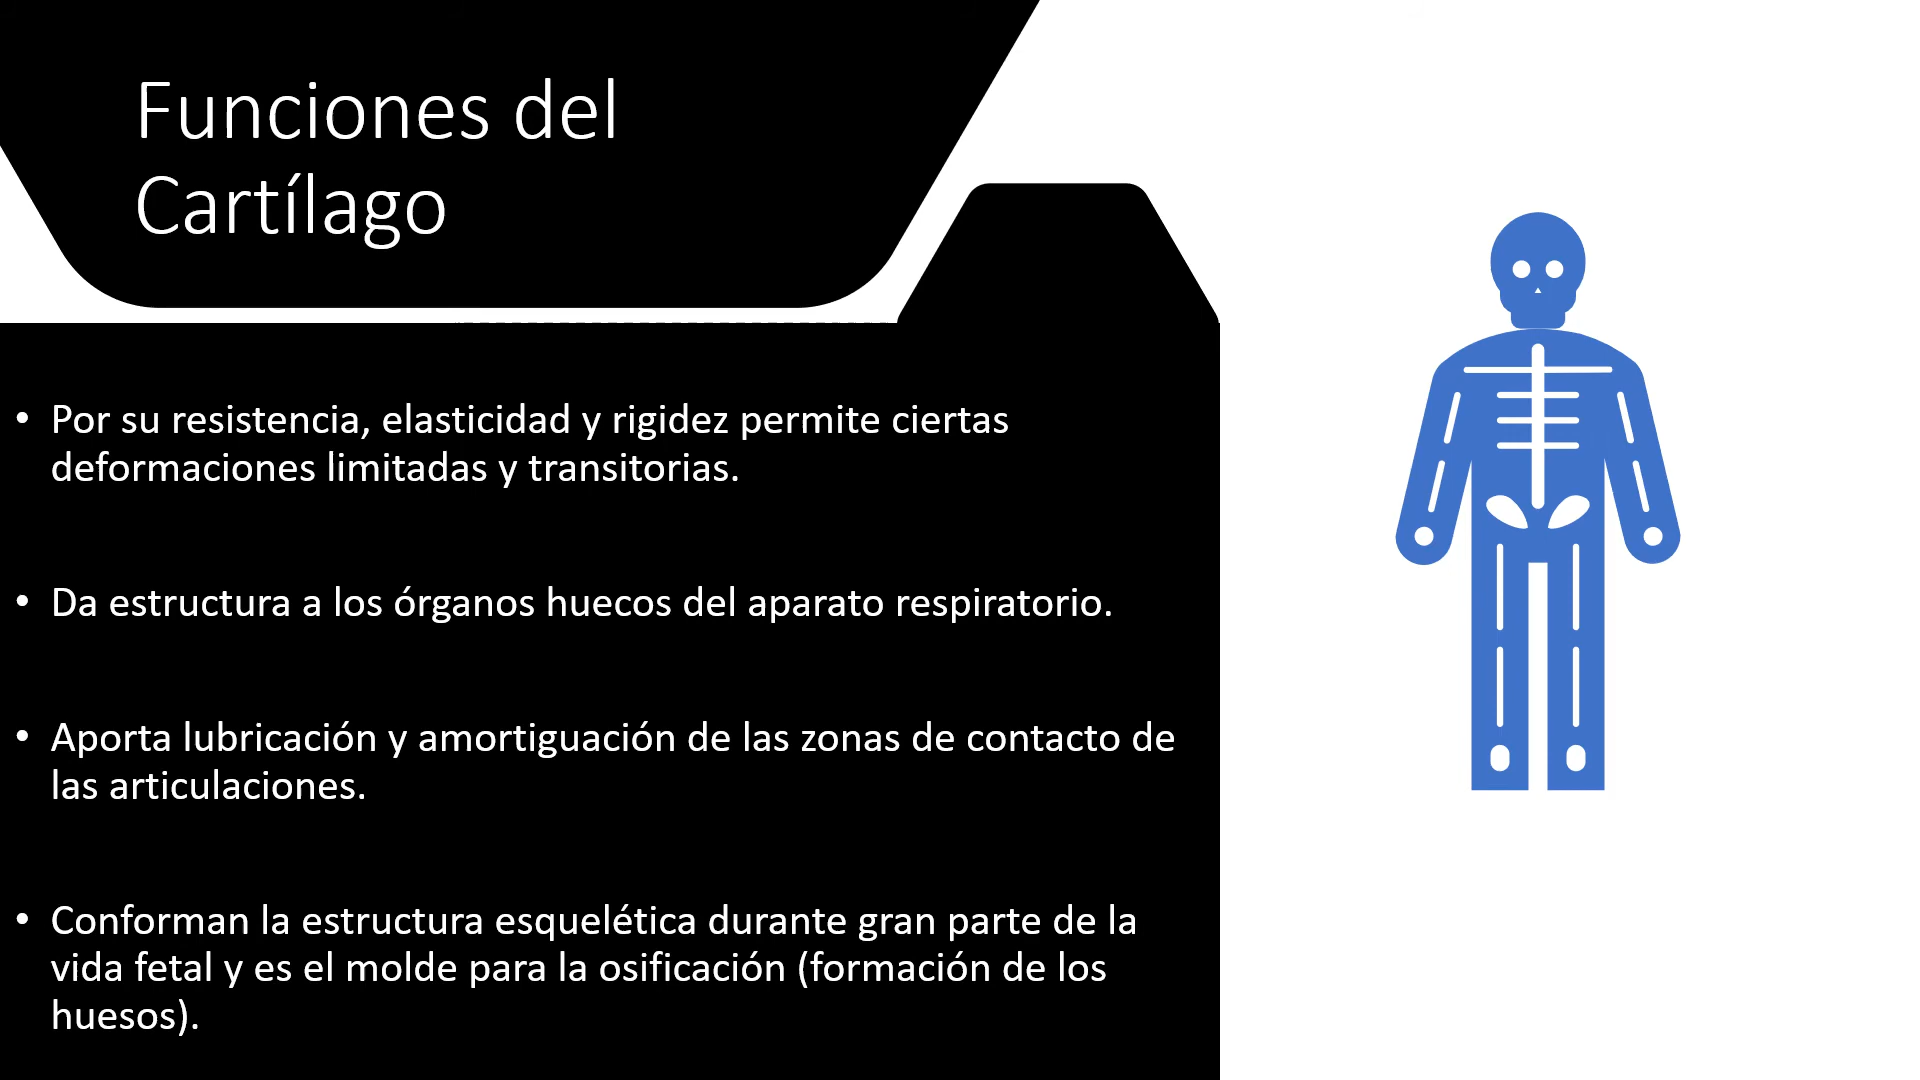 Funciones del
Cartílago
• Por su resistencia, elasticidad y rigidez permite ciertas
deformaciones limitadas y transitorias.
• Da estructura a los órganos huecos del aparato respiratorio.
• Aporta lubricación y amortiguación de las zonas de contacto de
las articulaciones.
• Conforman la estructura esquelética durante gran parte de la
vida fetal y es el molde para la osificación (formación de los
huesos).